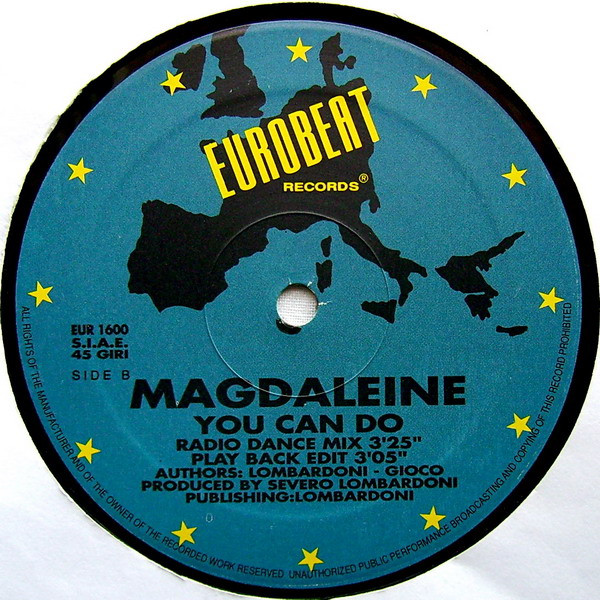 EUROBEAT
RECORDS®
EUR 1600
S.I.A.E.
45 GIRI
SIDE B
MAGDALEINE
YOU CAN DO
RADIO DANCE MIX 3'25"
PLAY BACK EDIT 3'05"
AUTHORS: LOMBARDONI - GIOCO
PRODUCED BY SEVERO LOMBARDONI
PUBLISHING:LOMBARDONI
ALL RIGHTS OF THE MANUFACTURER AND OF THE OWNER OF THE RECORDED WORK RESERVED UNAUTHORIZED PUBLIC PERFORMANCE BROADCASTING AND COPYING OF THIS RECORD PROHIBITED